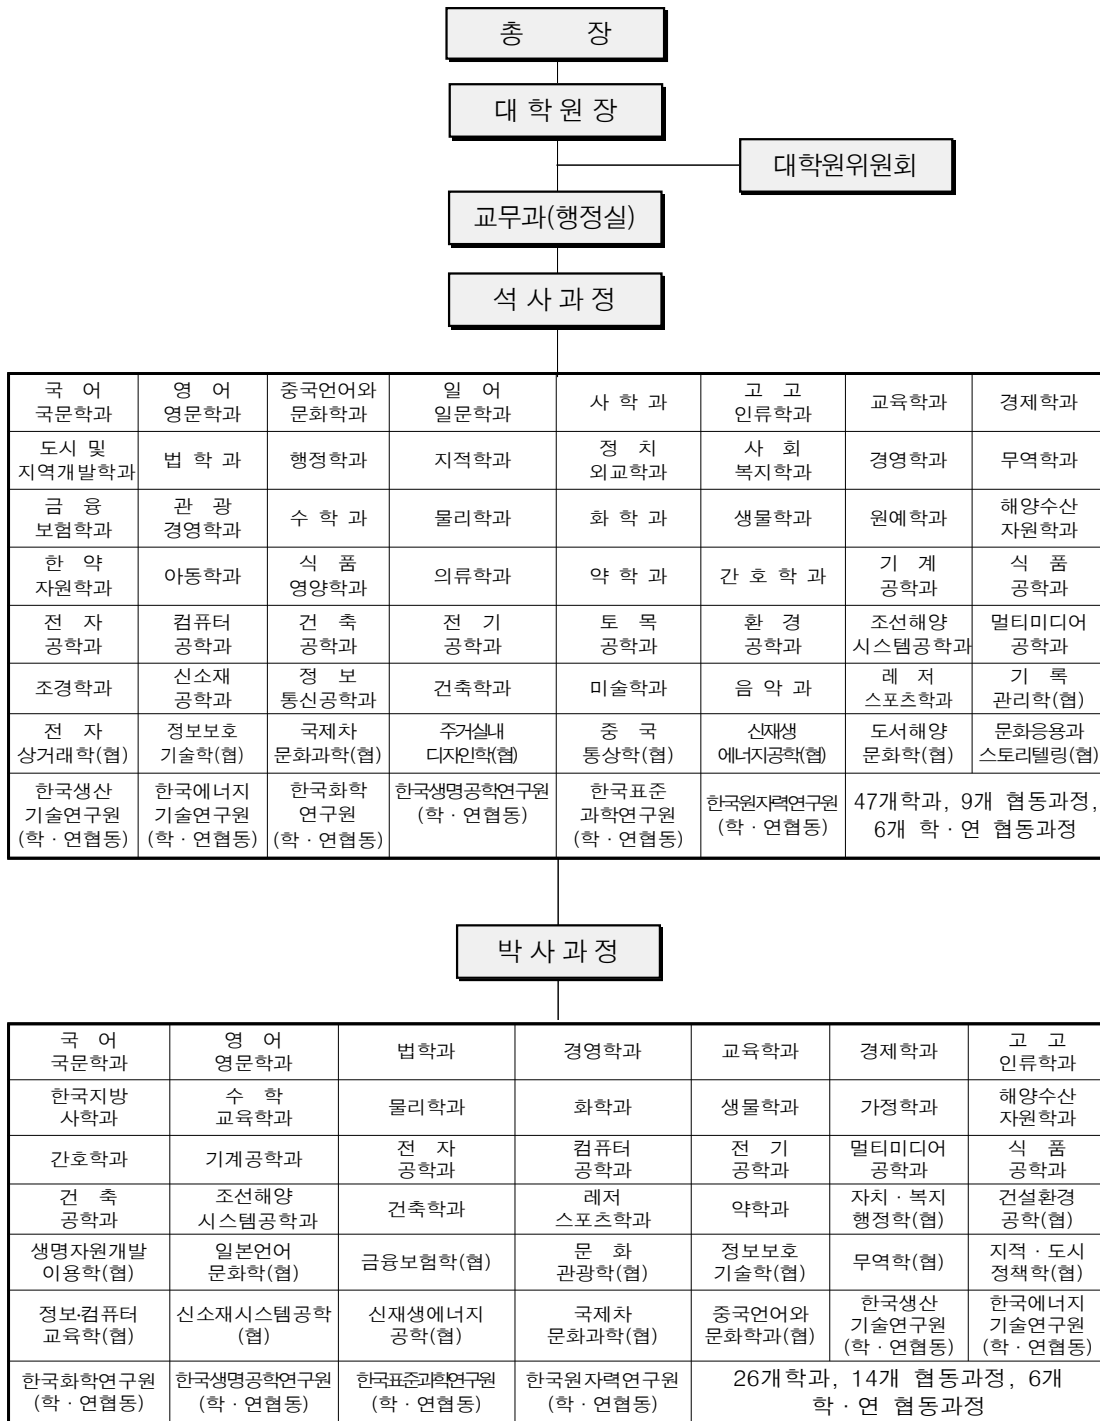 총 장
대 학 원 장
대학원위원회
교무과(행정실)
석 사 과 정
국 어
국문학과
영 어
영문학과
중국언어와
문화학과
일 어
일문학과
사 학 과
고 고
인류학과
교육학과
경제학과
도시 및
지역개발학과
법 학 과
행정학과
지적학과
정 치
외교학과
사 회
복지학과
경영학과
무역학과
금 융
보험학과
관 광
경영학과
수 학 과
물리학과
화 학 과
생물학과
원예학과
해양수산
자원학과
한 약
자원학과
아동학과
식 품
영양학과
의류학과
약 학 과
간 호 학 과
기 계
공학과
식 품
공학과
전 자
공학과
컴퓨터
공학과
건 축
공학과
전 기
공학과
토 목
공학과
환 경
공학과
조선해양
시스템공학과
멀티미디어
공학과
조경학과
신소재
공학과
정 보
통신공학과
건축학과
미술학과
음 악 과
레 저
스포츠학과
기 록
관리학(협)
전 자
상거래학(협)
정보보호
기술학(협)
국제차
문화과학(협)
주거실내
디자인학(협)
중 국
통상학(협)
신재생
에너지공학(협)
도서해양
문화학(협)
문화응용과
스토리텔링(협)
한국생산
기술연구원
(학·연협동)
한국에너지
기술연구원
(학·연협동)
한국화학
연구원
(학·연협동)
한국생명공학연구원
(학·연협동)
한국표준
과학연구원
(학·연협동)
한국원자력연구원
(학·연협동)
47개학과, 9개 협동과정,
6개 학·연 협동과정
박 사 과 정
국 어
국문학과
영 어
영문학과
법학과
경영학과
교육학과
경제학과
고 고
인류학과
한국지방
사학과
수 학
교육학과
물리학과
화학과
생물학과
가정학과
해양수산
자원학과
간호학과
기계공학과
전 자
공학과
컴퓨터
공학과
전 기
공학과
멀티미디어
공학과
식 품
공학과
건 축
공학과
조선해양
시스템공학과
건축학과
레저
스포츠학과
약학과
자치·복지
행정학(협)
건설환경
공학(협)
생명자원개발
이용학(협)
일본언어
문화학(협)
금융보험학(협)
문 화
관광학(협)
정보보호
기술학(협)
무역학(협)
지적·도시
정책학(협)
정보·컴퓨터
교육학(협)
신소재시스템공학
(협)
신재생에너지
공학(협)
국제차
문화과학(협)
중국언어와
문화학과(협)
한국생산
기술연구원
(학·연협동)
한국에너지
기술연구원
(학·연협동)
한국화학연구원
(학·연협동)
한국생명공학연구원
(학·연협동)
한국표준과학연구원
(학·연협동)
한국원자력연구원
(학·연협동)
26개학과, 14개 협동과정, 6개
학·연 협동과정